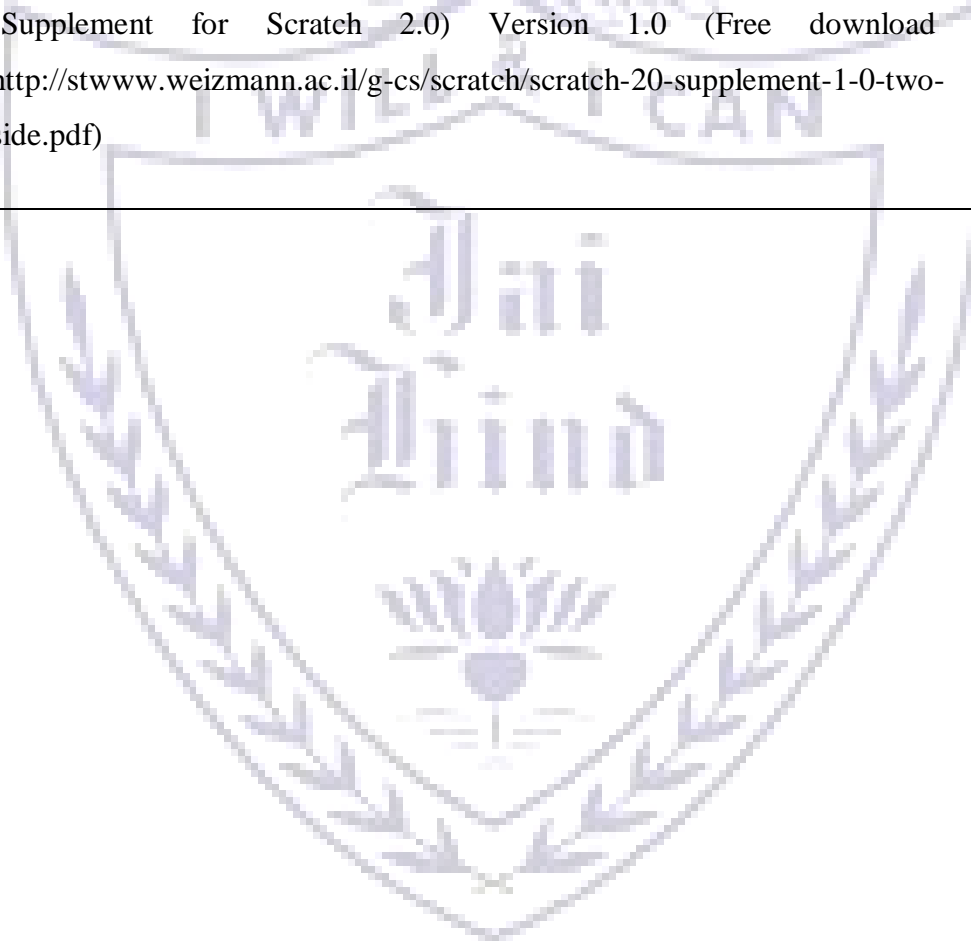 Supplement for Scratch 2.0) Version 1.0 (Free download
http://stwww.weizmann.ac.il/g-cs/scratch/scratch-20-supplement-1-0-two-
side.pdf)
I WILL & I CAN
Jai
Hind